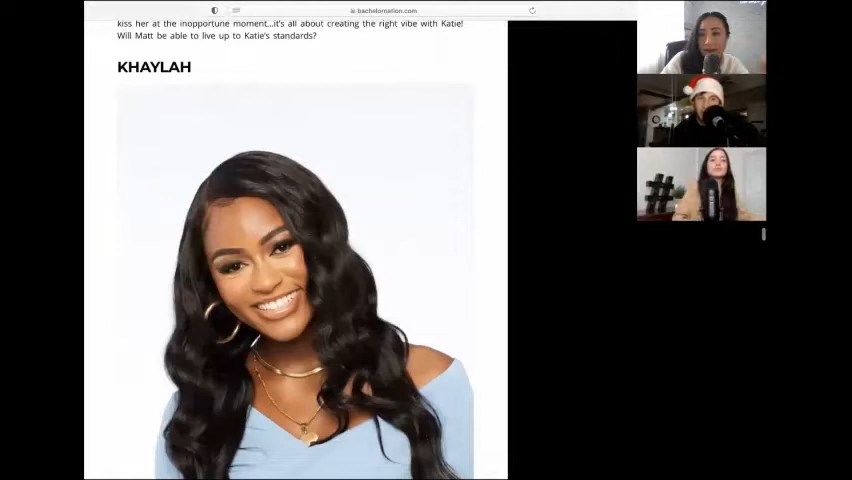 bachelornation.com
kiss her at the inopportune moment...it's all about creating the right vibe with Katie!
Will Matt be able to live up to Katie's standards?
KHAYLAH